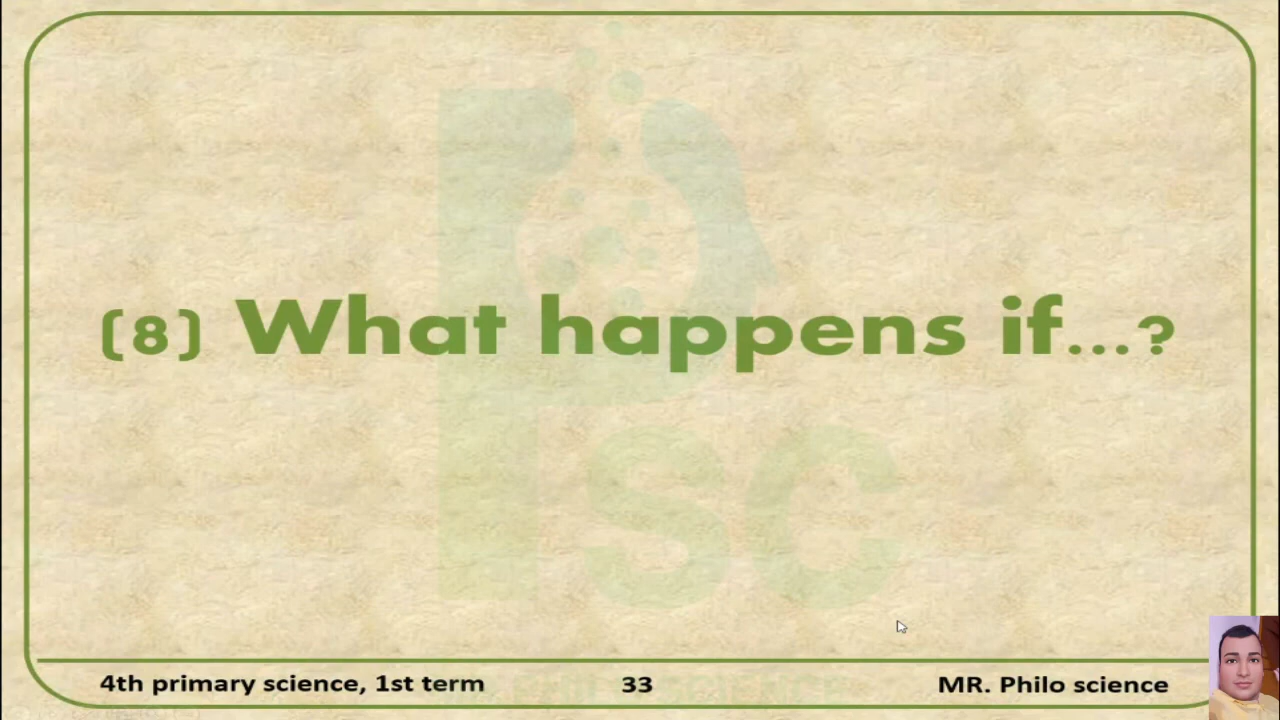 (8) What happens if...?
4th primary science, 1st term 33 MR. Philo science